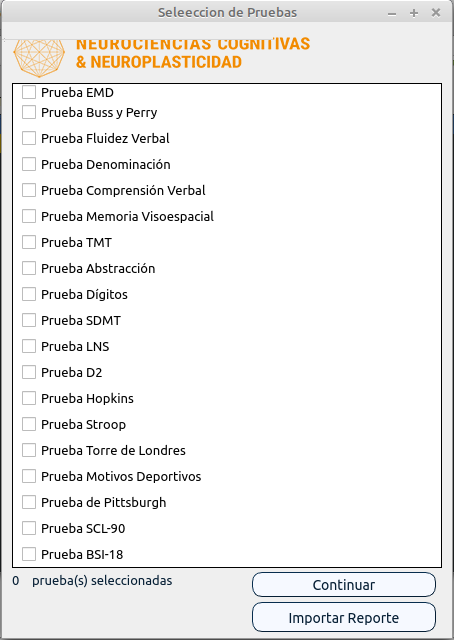 Seleeccion de Pruebas
NEUROCIENCIAS COGNITIVAS
& NEUROPLASTICIDAD
Prueba EMD
Prueba Buss y Perry
Prueba Fluidez Verbal
Prueba Denominación
Prueba Comprensión Verbal
Prueba Memoria Visoespacial
Prueba TMT
Prueba Abstracción
Prueba Dígitos
Prueba SDMT
Prueba LNS
Prueba D2
Prueba Hopkins
Prueba Stroop
Prueba Torre de Londres
Prueba Motivos Deportivos
Prueba de Pittsburgh
Prueba SCL-90
Prueba BSI-18
0 prueba(s) seleccionadas
Continuar
Importar Reporte